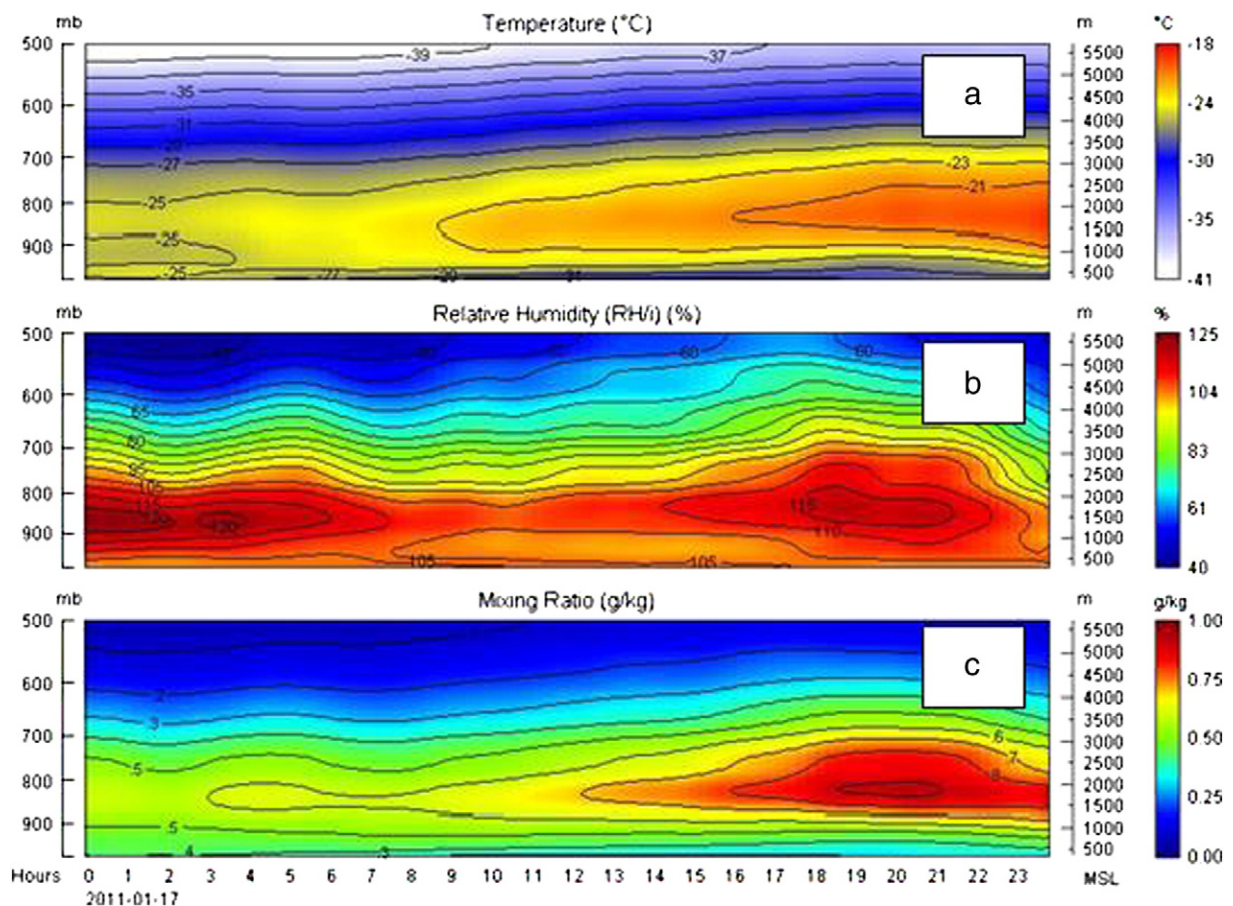 mb Temperature (°C) m °C
500 -39 -37 5500 -18
a
-35 5000
600 4500 -24
-31 4000
3500
700 -27 -23 3000 -30
-21 2500
800 -25 2000 -35
-25 1500
900 1000
-25 -27 -29 -31 500 -41
mb Relative Humidity (RH/i) (%) m %
500 60 60 5500 125
b
5000
600 4500 104
65 4000
3500
700 80 3000 83
95 2500
800 105 2000 61
115 120 115 1500
900 110 1000
105 105 500 40
mb Mixing Ratio (g/kg) m g/kg
500 5500 1.00
c
5000
600 .2 4500 0.75
4000
.3 3500
700 .6 3000 0.50
.5 .7 2500
800 .8 2000 0.25
1500
900 .5 1000
.4 .3 500 0.00
Hours 0 1 2 3 4 5 6 7 8 9 10 11 12 13 14 15 16 17 18 19 20 21 22 23 MSL
2011-01-17